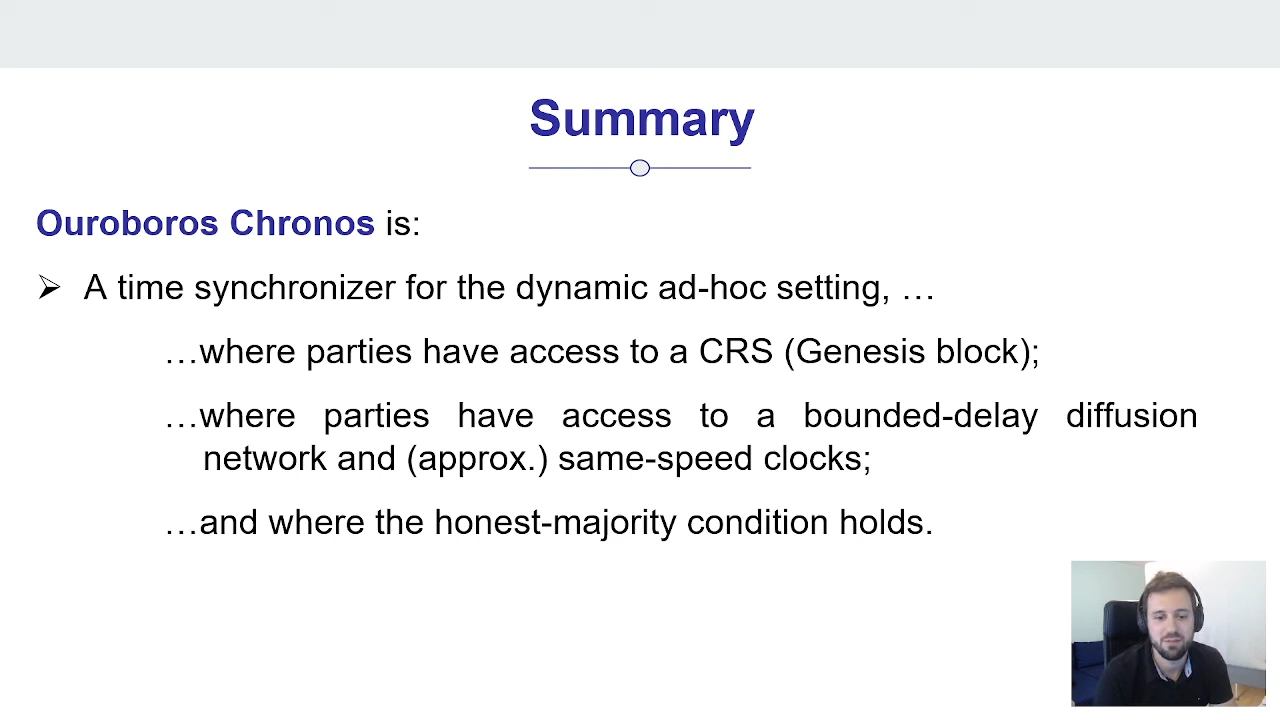 Summary
Ouroboros Chronos is:
➢ A time synchronizer for the dynamic ad-hoc setting, …
…where parties have access to a CRS (Genesis block);
…where parties have access to a bounded-delay diffusion
network and (approx.) same-speed clocks;
…and where the honest-majority condition holds.